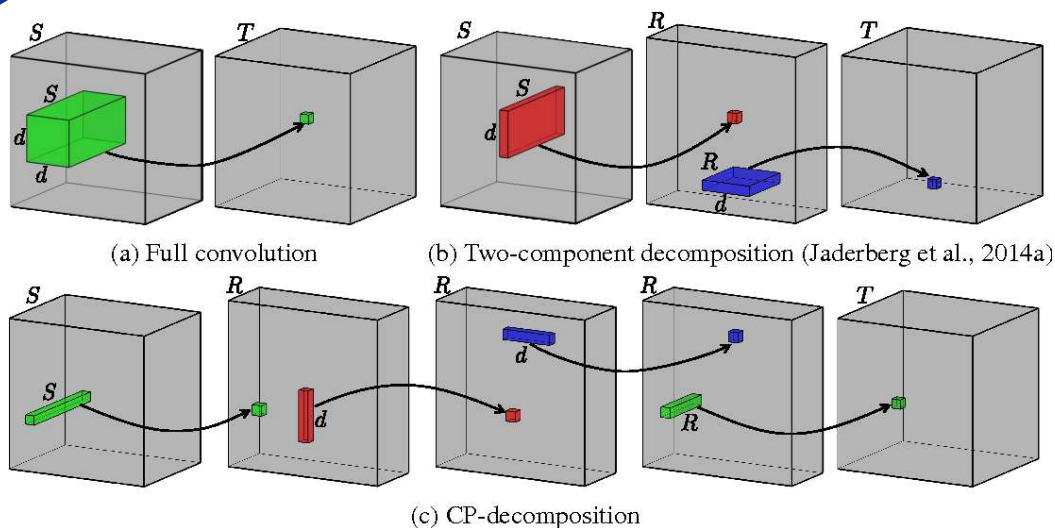 S T S R T
S d d S d R d
(a) Full convolution
(b) Two-component decomposition (Jaderberg et al., 2014a)
S R R R T
S d d R
(c) CP-decomposition